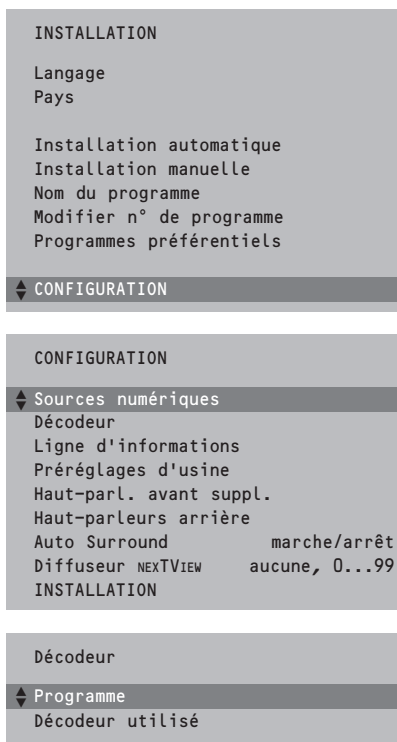 INSTALLATION
Langage
Pays
Installation automatique
Installation manuelle
Nom du programme
Modifier n° de programme
Programmes préférentiels
CONFIGURATION
CONFIGURATION
Sources numériques
Décodeur
Ligne d'informations
Préréglages d'usine
Haut-parl. avant suppl.
Haut-parleurs arrière
Auto Surround marche/arrêt
Diffuseur NEXTVIEW aucune, 0...99
INSTALLATION
Décodeur
Programme
Décodeur utilisé